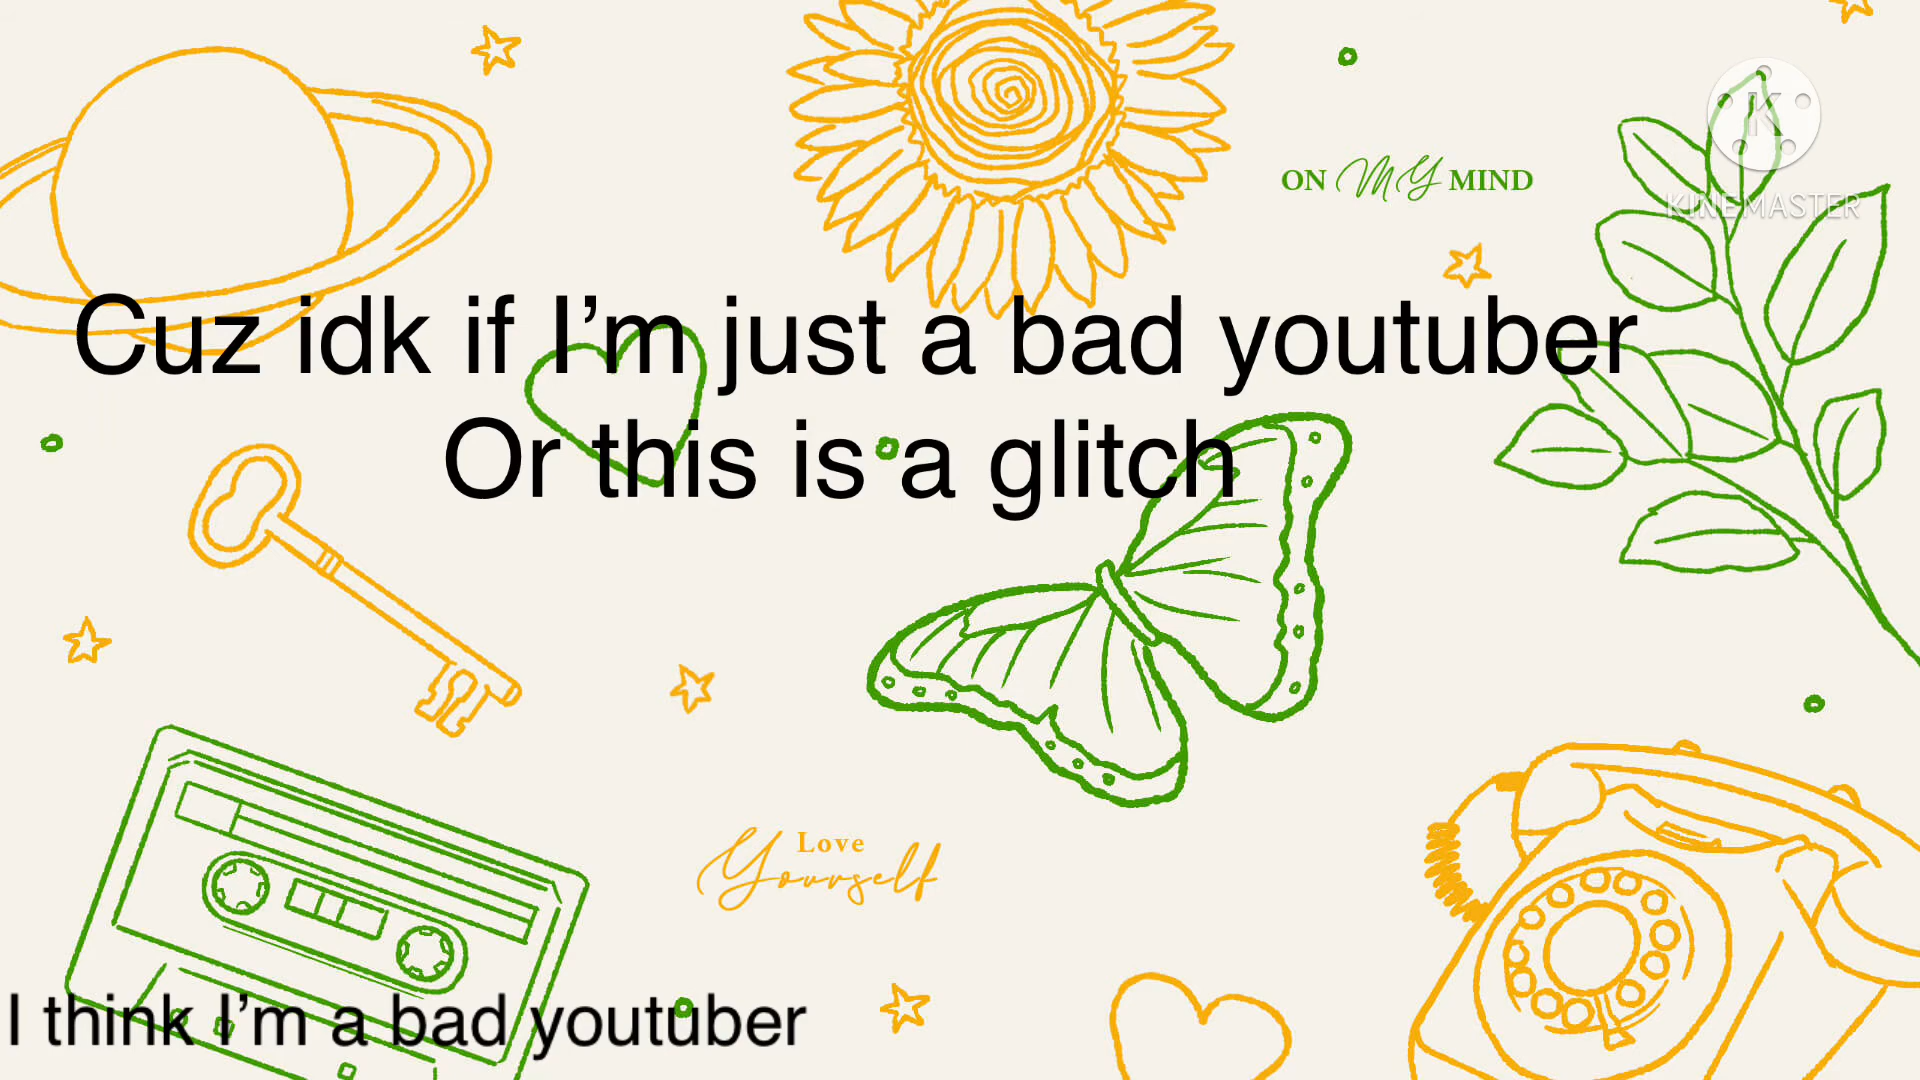 ON MY MIND
K
KINEMASTER
Cuz idk if I’m just a bad youtuber
Or this is a glitch
Love
Yourself
I think I’m a bad youtuber